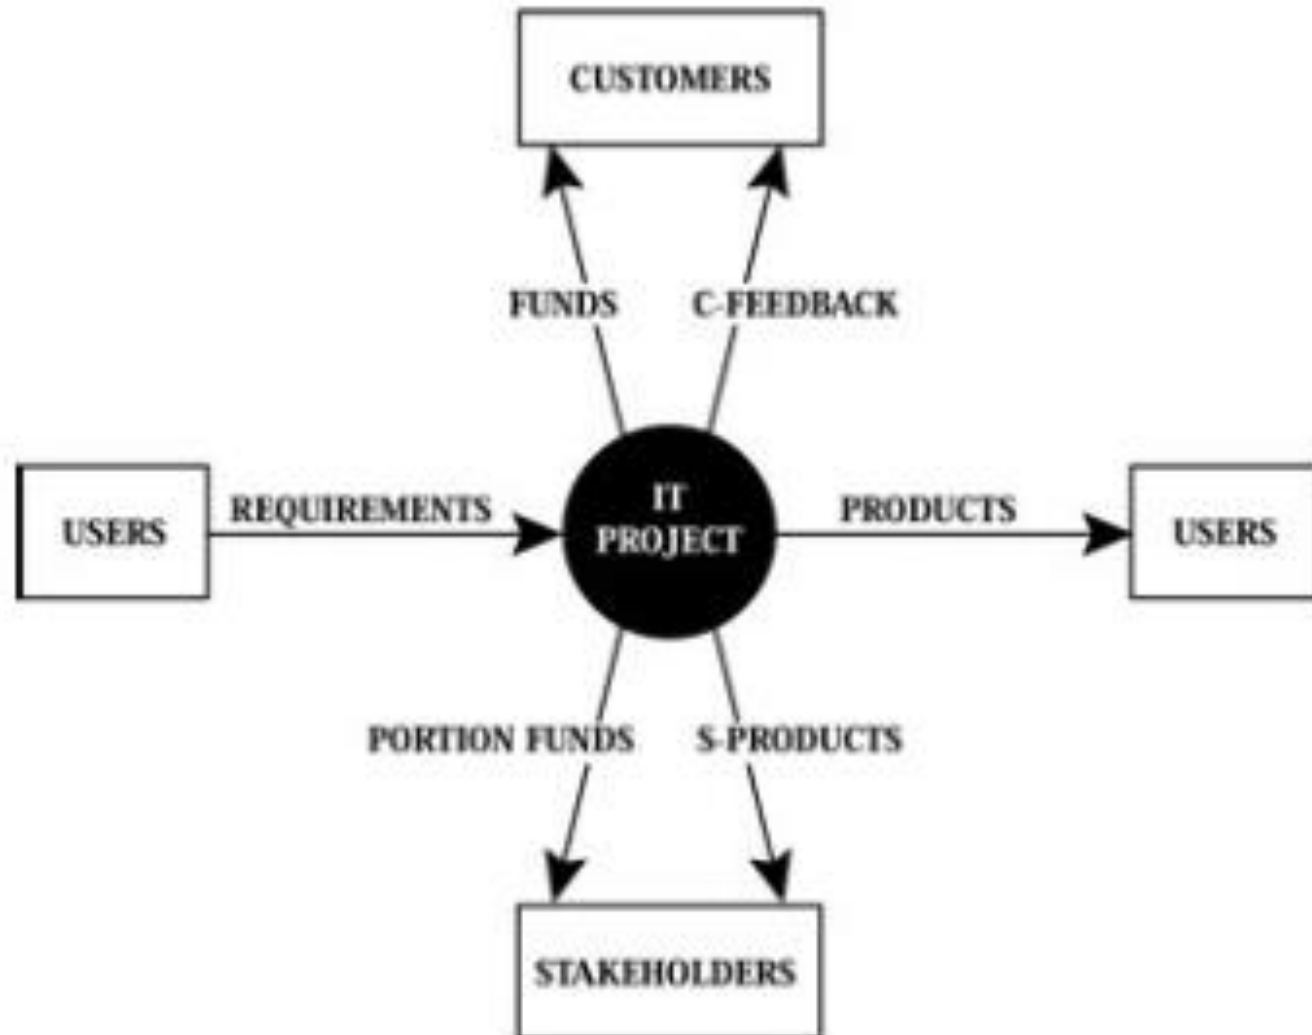 CUSTOMERS
FUNDS
C-FEEDBACK
USERS
REQUIREMENTS
IT
PROJECT
PRODUCTS
USERS
PORTION FUNDS
S-PRODUCTS
STAKEHOLDERS